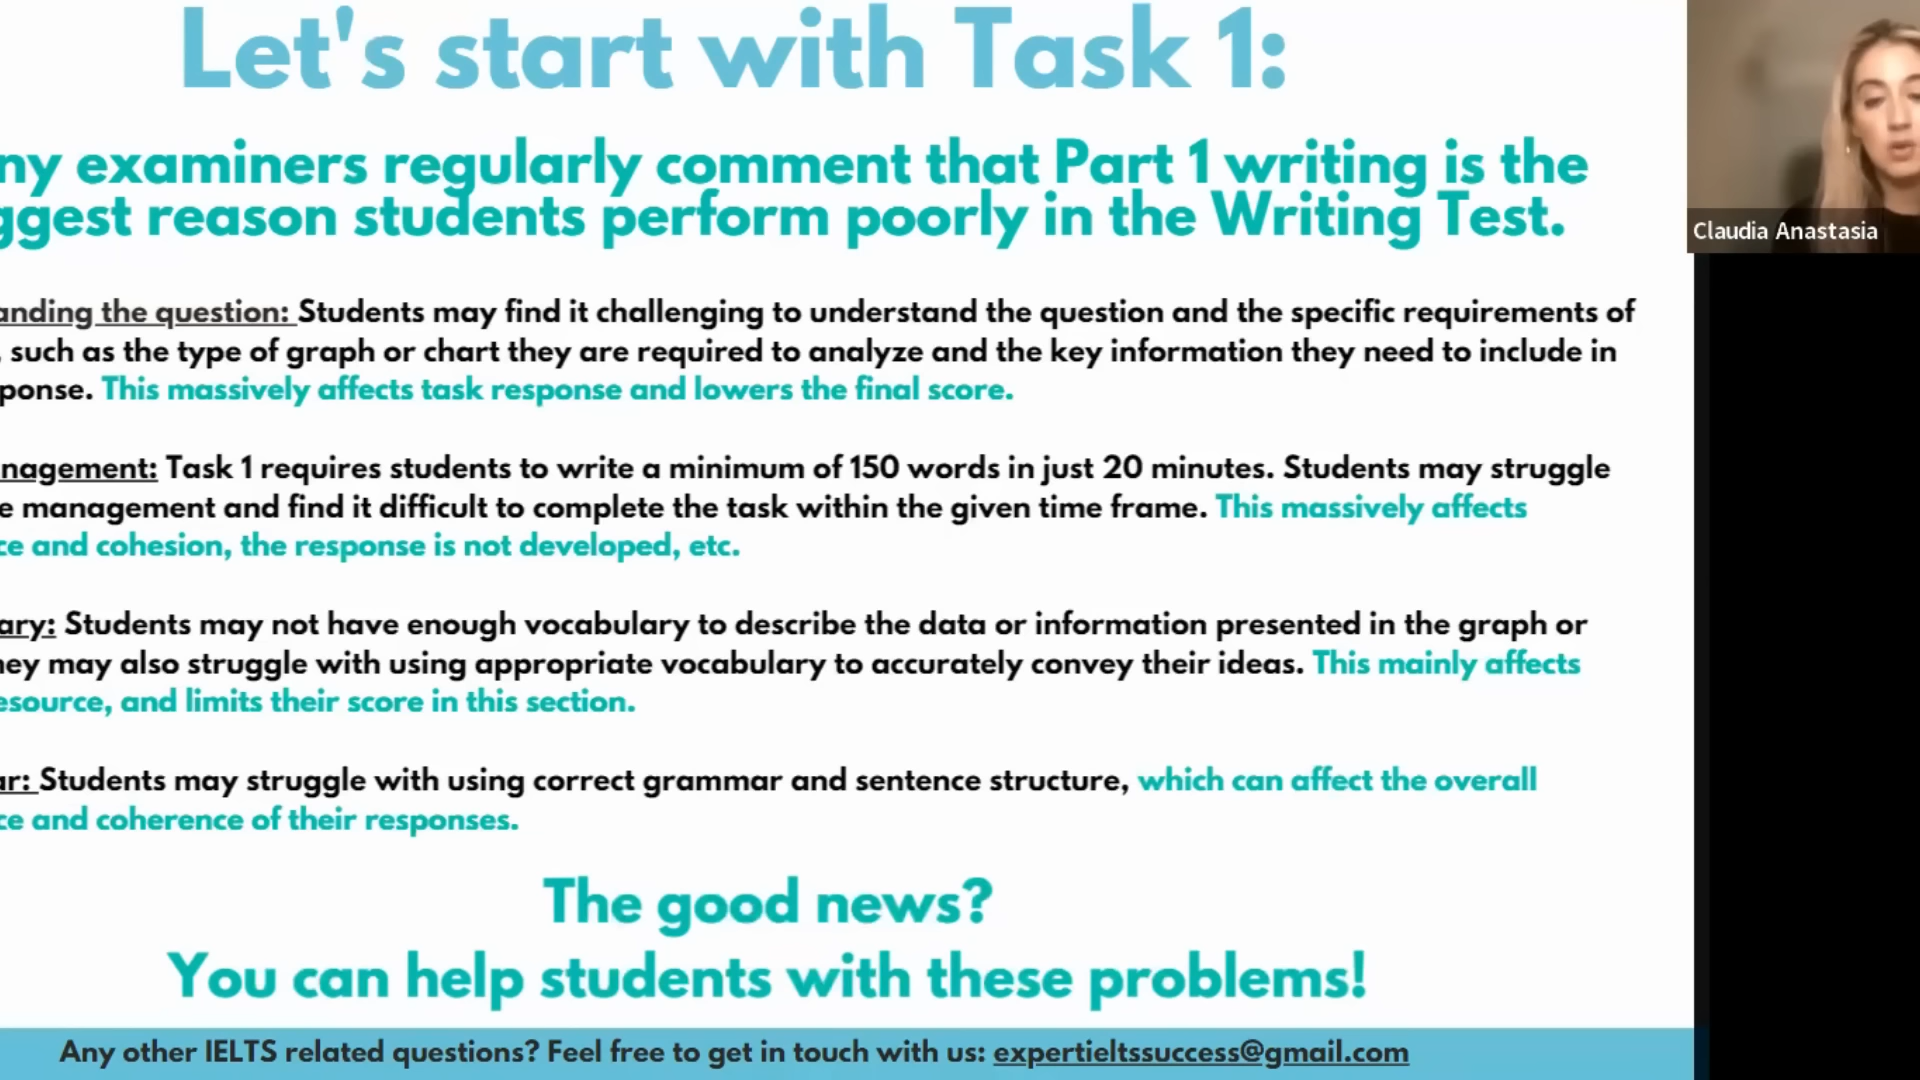 Let's start with Task 1:
ny examiners regularly comment that Part 1 writing is the
ggest reason students perform poorly in the Writing Test.
anding the question: Students may find it challenging to understand the question and the specific requirements of
, such as the type of graph or chart they are required to analyze and the key information they need to include in
ponse. This massively affects task response and lowers the final score.
nagement: Task 1 requires students to write a minimum of 150 words in just 20 minutes. Students may struggle
e management and find it difficult to complete the task within the given time frame. This massively affects
ce and cohesion, the response is not developed, etc.
ary: Students may not have enough vocabulary to describe the data or information presented in the graph or
hey may also struggle with using appropriate vocabulary to accurately convey their ideas. This mainly affects
esource, and limits their score in this section.
ar: Students may struggle with using correct grammar and sentence structure, which can affect the overall
ce and coherence of their responses.
The good news?
You can help students with these problems!
Any other IELTS related questions? Feel free to get in touch with us: expertieltssuccess@gmail.com
Claudia Anastasia